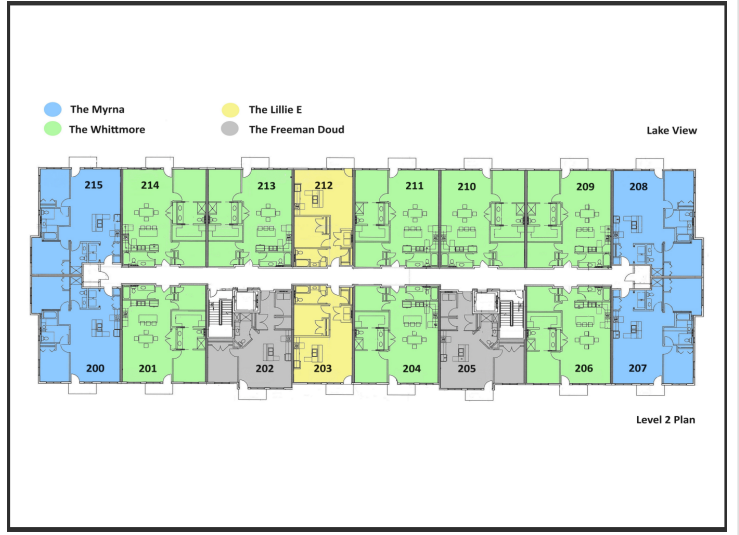 The Myrna
The Lillie E
The Whittmore
The Freeman Doud
Lake View
215
214
213
212
211
210
209
208
200
201
202
203
204
205
206
207
Level 2 Plan